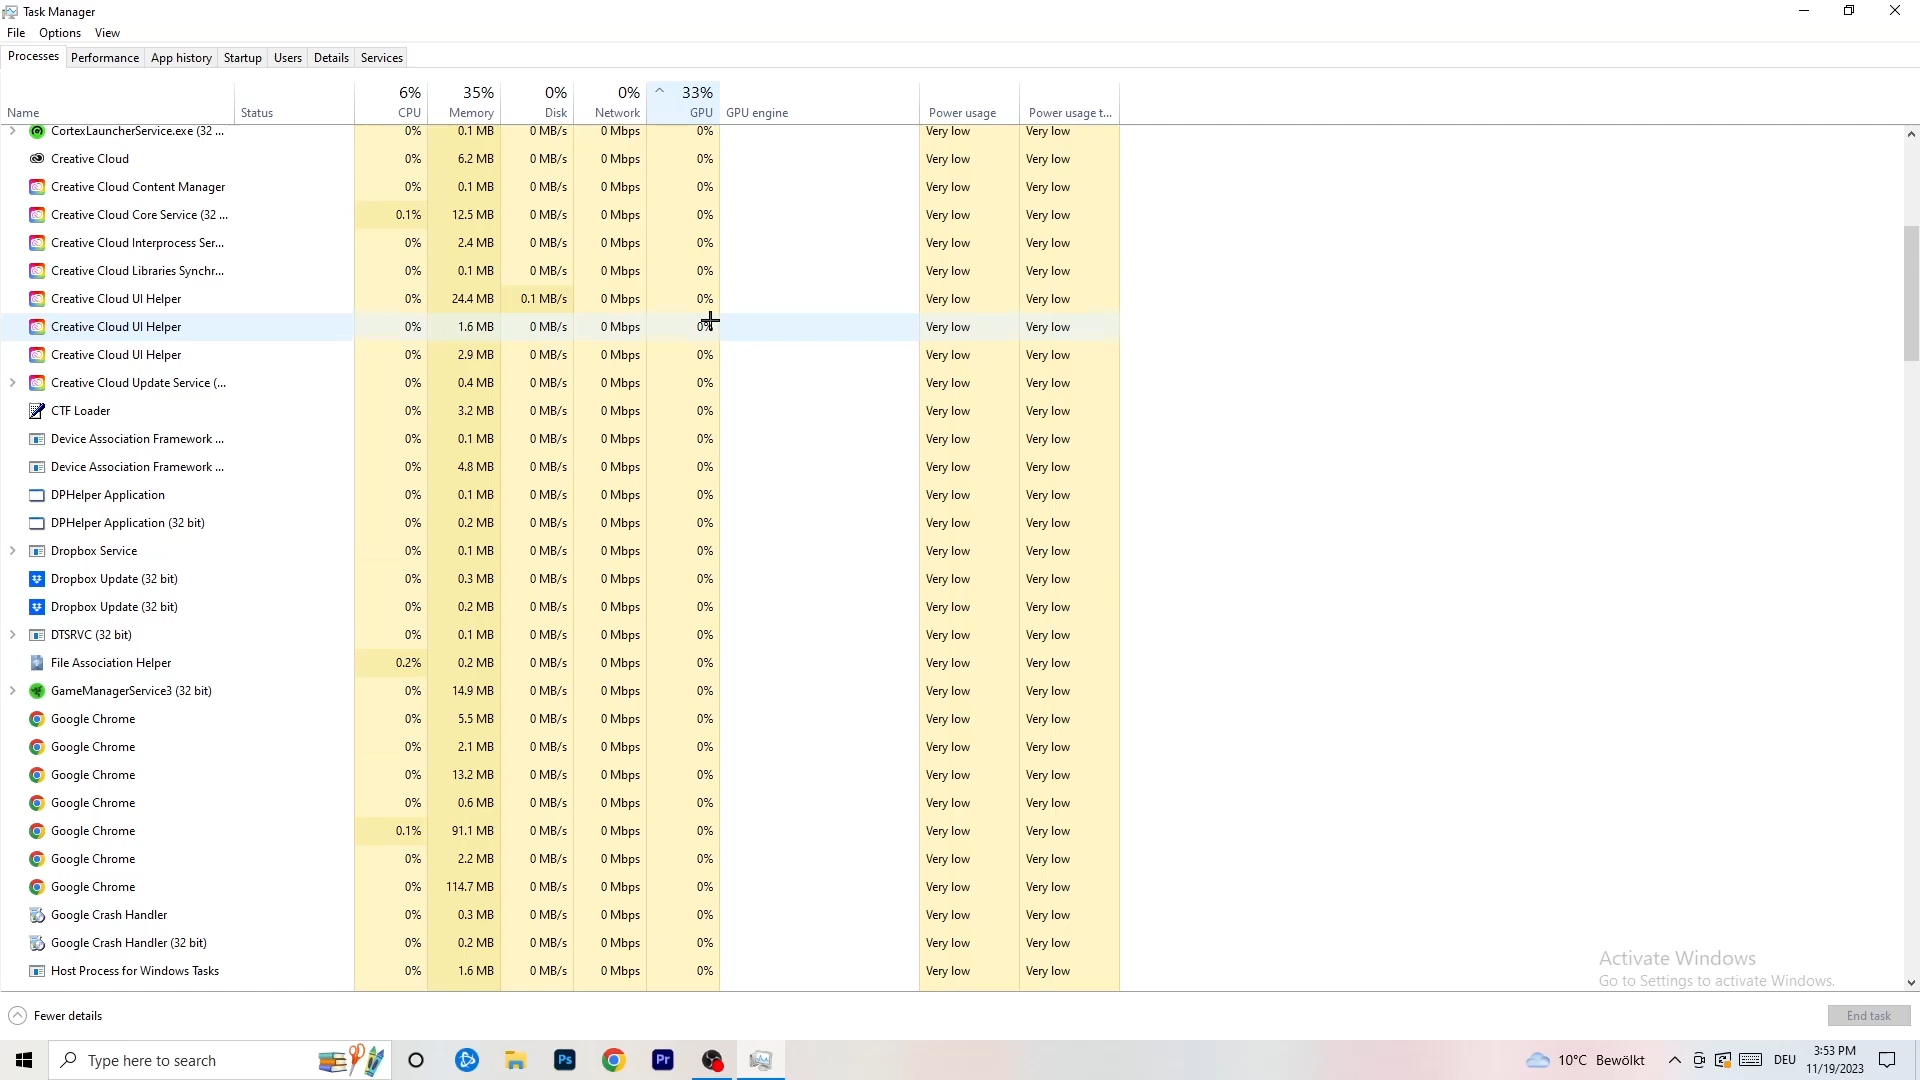 Task Manager
File Options View
Processes Performance App history Startup Users Details Services
6% 35% 0% 0% 33%
Name Status CPU Memory Disk Network GPU GPU engine Power usage Power usage t...
CortexLauncherService.exe (32 ... 0% 0.1 MB 0 MB/s 0 Mbps 0% Very low Very low
Creative Cloud 0% 6.2 MB 0 MB/s 0 Mbps 0% Very low Very low
Creative Cloud Content Manager 0% 0.1 MB 0 MB/s 0 Mbps 0% Very low Very low
Creative Cloud Core Service (32 ... 0.1% 12.5 MB 0 MB/s 0 Mbps 0% Very low Very low
Creative Cloud Interprocess Ser... 0% 2.4 MB 0 MB/s 0 Mbps 0% Very low Very low
Creative Cloud Libraries Synchr... 0% 0.1 MB 0 MB/s 0 Mbps 0% Very low Very low
Creative Cloud UI Helper 0% 24.4 MB 0.1 MB/s 0 Mbps 0% Very low Very low
Creative Cloud UI Helper 0% 1.6 MB 0 MB/s 0 Mbps 0% Very low Very low
Creative Cloud UI Helper 0% 2.9 MB 0 MB/s 0 Mbps 0% Very low Very low
Creative Cloud Update Service (... 0% 0.4 MB 0 MB/s 0 Mbps 0% Very low Very low
CTF Loader 0% 3.2 MB 0 MB/s 0 Mbps 0% Very low Very low
Device Association Framework ... 0% 0.1 MB 0 MB/s 0 Mbps 0% Very low Very low
Device Association Framework ... 0% 4.8 MB 0 MB/s 0 Mbps 0% Very low Very low
DPHelper Application 0% 0.1 MB 0 MB/s 0 Mbps 0% Very low Very low
DPHelper Application (32 bit) 0% 0.2 MB 0 MB/s 0 Mbps 0% Very low Very low
Dropbox Service 0% 0.1 MB 0 MB/s 0 Mbps 0% Very low Very low
Dropbox Update (32 bit) 0% 0.3 MB 0 MB/s 0 Mbps 0% Very low Very low
Dropbox Update (32 bit) 0% 0.2 MB 0 MB/s 0 Mbps 0% Very low Very low
DTSRVC (32 bit) 0% 0.1 MB 0 MB/s 0 Mbps 0% Very low Very low
File Association Helper 0.2% 0.2 MB 0 MB/s 0 Mbps 0% Very low Very low
GameManagerService3 (32 bit) 0% 14.9 MB 0 MB/s 0 Mbps 0% Very low Very low
Google Chrome 0% 5.5 MB 0 MB/s 0 Mbps 0% Very low Very low
Google Chrome 0% 2.1 MB 0 MB/s 0 Mbps 0% Very low Very low
Google Chrome 0% 13.2 MB 0 MB/s 0 Mbps 0% Very low Very low
Google Chrome 0% 0.6 MB 0 MB/s 0 Mbps 0% Very low Very low
Google Chrome 0.1% 91.1 MB 0 MB/s 0 Mbps 0% Very low Very low
Google Chrome 0% 2.2 MB 0 MB/s 0 Mbps 0% Very low Very low
Google Chrome 0% 114.7 MB 0 MB/s 0 Mbps 0% Very low Very low
Google Crash Handler 0% 0.3 MB 0 MB/s 0 Mbps 0% Very low Very low
Google Crash Handler (32 bit) 0% 0.2 MB 0 MB/s 0 Mbps 0% Very low Very low
Host Process for Windows Tasks 0% 1.6 MB 0 MB/s 0 Mbps 0% Very low Very low
Activate Windows
Go to Settings to activate Windows.
Fewer details End task
Type here to search Ps Pr 10°C Bewölkt DEU 3:53 PM
11/19/2023